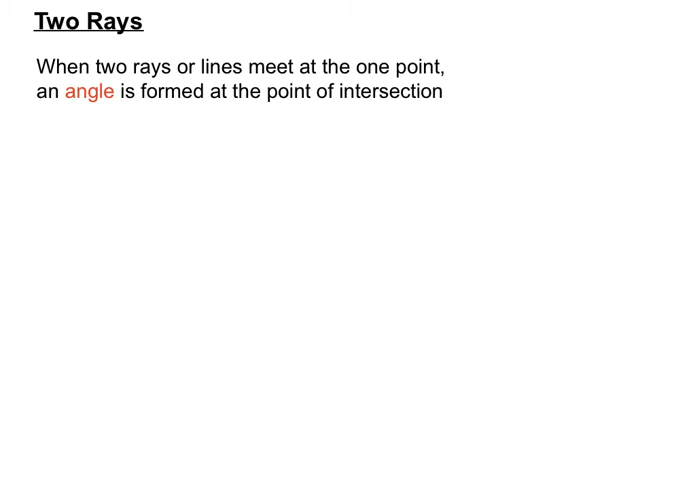 Two Rays
When two rays or lines meet at the one point,
an angle is formed at the point of intersection